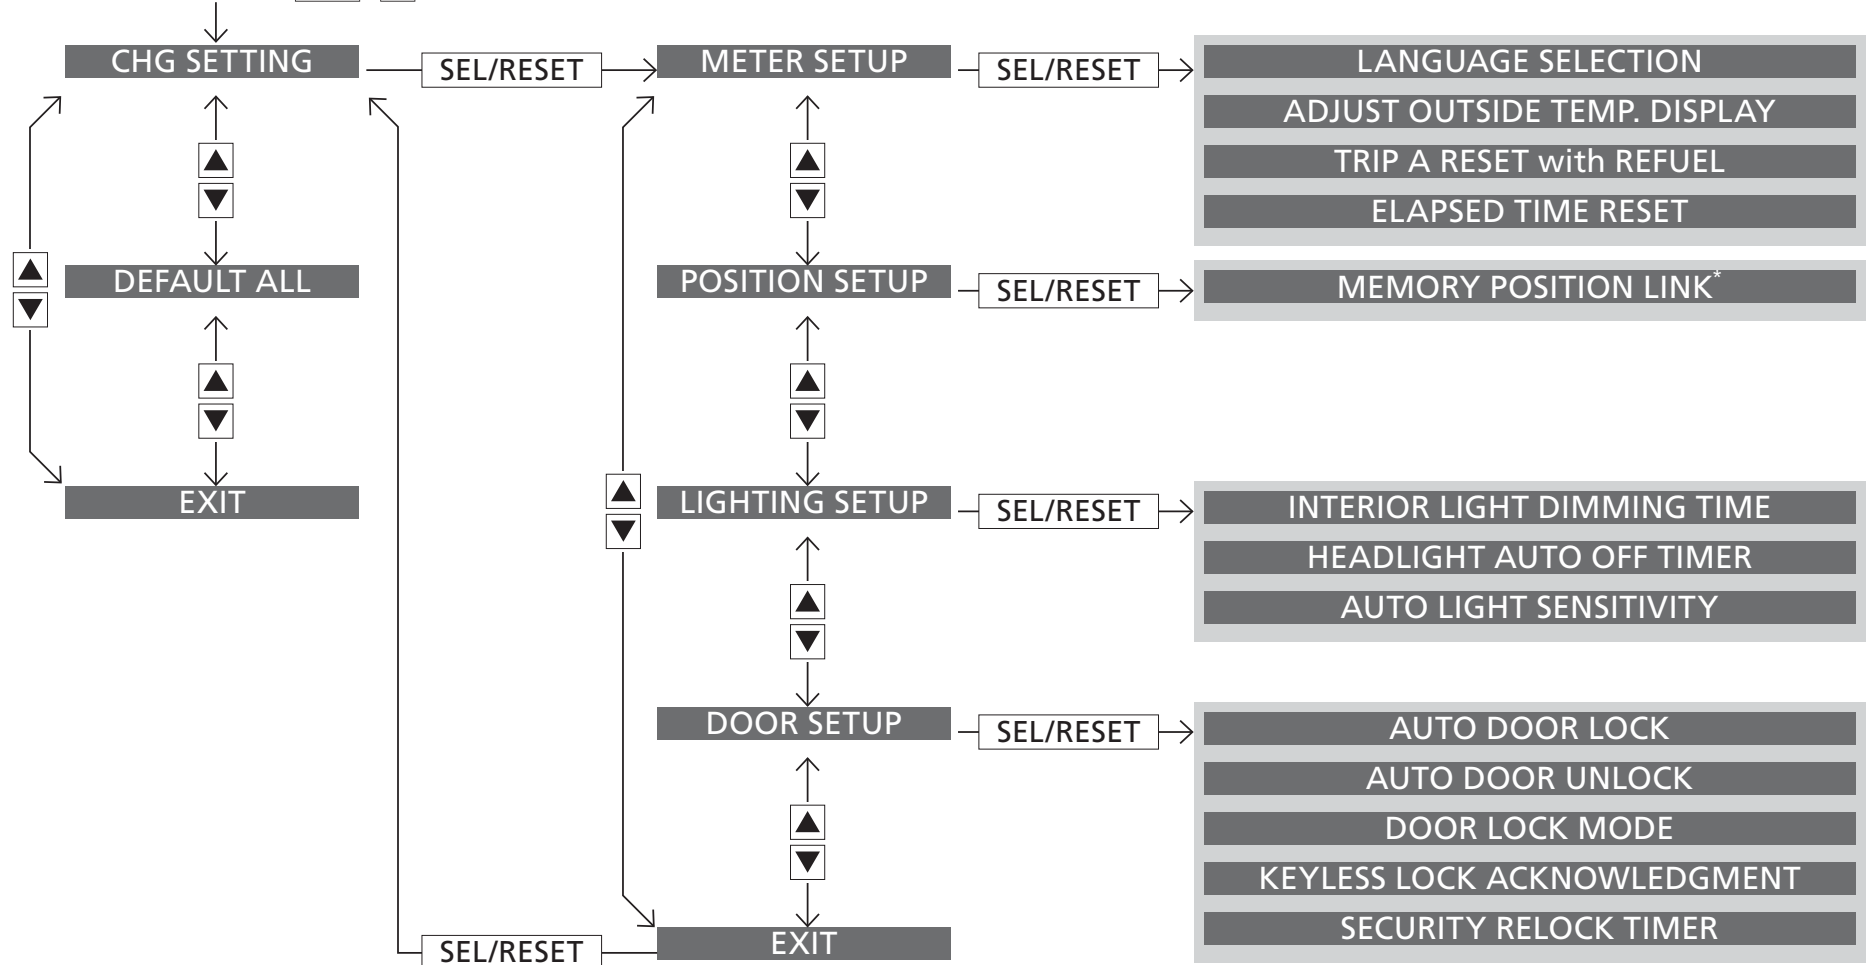 CHG SETTING
SEL/RESET
METER SETUP
SEL/RESET
LANGUAGE SELECTION
ADJUST OUTSIDE TEMP. DISPLAY
TRIP A RESET with REFUEL
ELAPSED TIME RESET
DEFAULT ALL
POSITION SETUP
SEL/RESET
MEMORY POSITION LINK*
EXIT
LIGHTING SETUP
SEL/RESET
INTERIOR LIGHT DIMMING TIME
HEADLIGHT AUTO OFF TIMER
AUTO LIGHT SENSITIVITY
DOOR SETUP
SEL/RESET
AUTO DOOR LOCK
AUTO DOOR UNLOCK
DOOR LOCK MODE
KEYLESS LOCK ACKNOWLEDGMENT
SECURITY RELOCK TIMER
SEL/RESET
EXIT